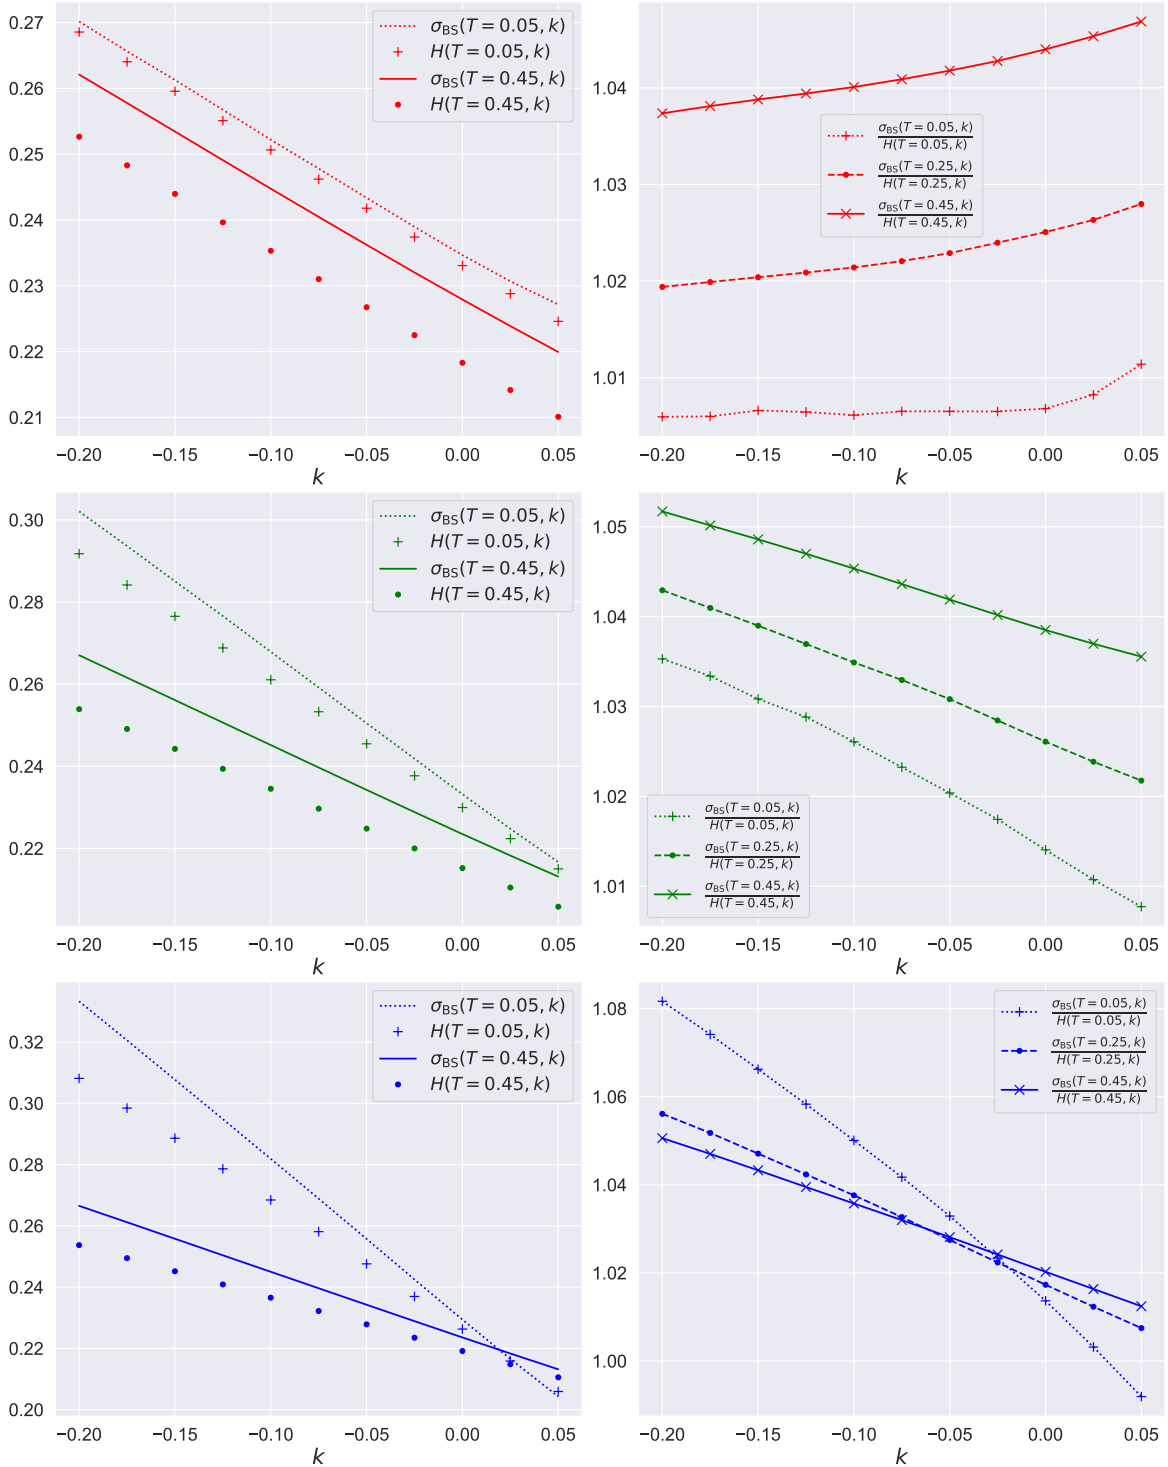 0.27
0.26
0.25
0.24
0.23
0.22
0.21
σBS(T = 0.05, k)
H(T = 0.05, k)
σBS(T = 0.45, k)
H(T = 0.45, k)
−0.20 −0.15 −0.10 −0.05 0.00 0.05
k
1.04
1.03
1.02
1.01
σBS(T = 0.05, k)
H(T = 0.05, k)
σBS(T = 0.25, k)
H(T = 0.25, k)
σBS(T = 0.45, k)
H(T = 0.45, k)
−0.20 −0.15 −0.10 −0.05 0.00 0.05
k
0.30
0.28
0.26
0.24
0.22
σBS(T = 0.05, k)
H(T = 0.05, k)
σBS(T = 0.45, k)
H(T = 0.45, k)
−0.20 −0.15 −0.10 −0.05 0.00 0.05
k
1.05
1.04
1.03
1.02
1.01
σBS(T = 0.05, k)
H(T = 0.05, k)
σBS(T = 0.25, k)
H(T = 0.25, k)
σBS(T = 0.45, k)
H(T = 0.45, k)
−0.20 −0.15 −0.10 −0.05 0.00 0.05
k
0.32
0.30
0.28
0.26
0.24
0.22
0.20
σBS(T = 0.05, k)
H(T = 0.05, k)
σBS(T = 0.45, k)
H(T = 0.45, k)
−0.20 −0.15 −0.10 −0.05 0.00 0.05
k
1.08
1.06
1.04
1.02
1.00
σBS(T = 0.05, k)
H(T = 0.05, k)
σBS(T = 0.25, k)
H(T = 0.25, k)
σBS(T = 0.45, k)
H(T = 0.45, k)
−0.20 −0.15 −0.10 −0.05 0.00 0.05
k